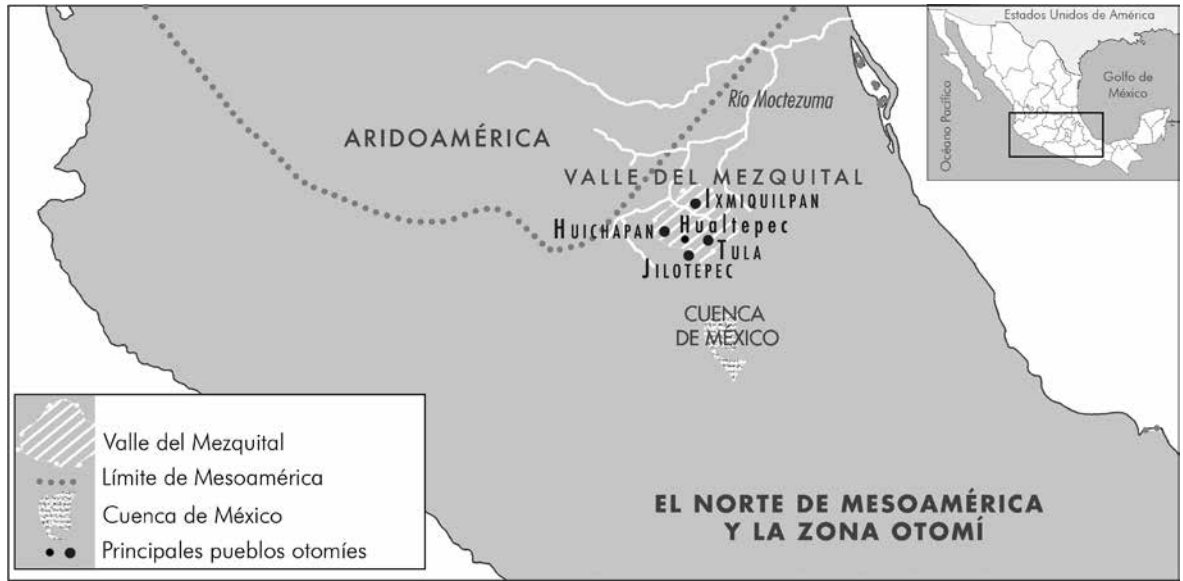 Estados Unidos de América
Golfo de
México
Océano Pacífico
Río Moctezuma
ARIDOAMÉRICA
VALLE DEL MEZQUITAL
IXMIQUILPAN
HUICHAPAN
Hualtepec
TULA
JILOTEPEC
CUENCA
DE MÉXICO
Valle del Mezquital
Límite de Mesoamérica
Cuenca de México
Principales pueblos otomíes
EL NORTE DE MESOAMÉRICA
Y LA ZONA OTOMÍ